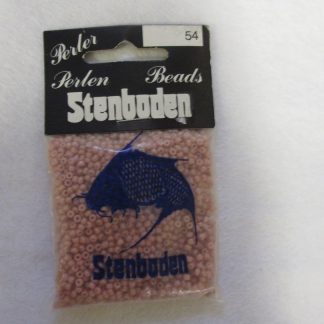 Perler
54
Perlen Beads
Stenboden
Stenboden